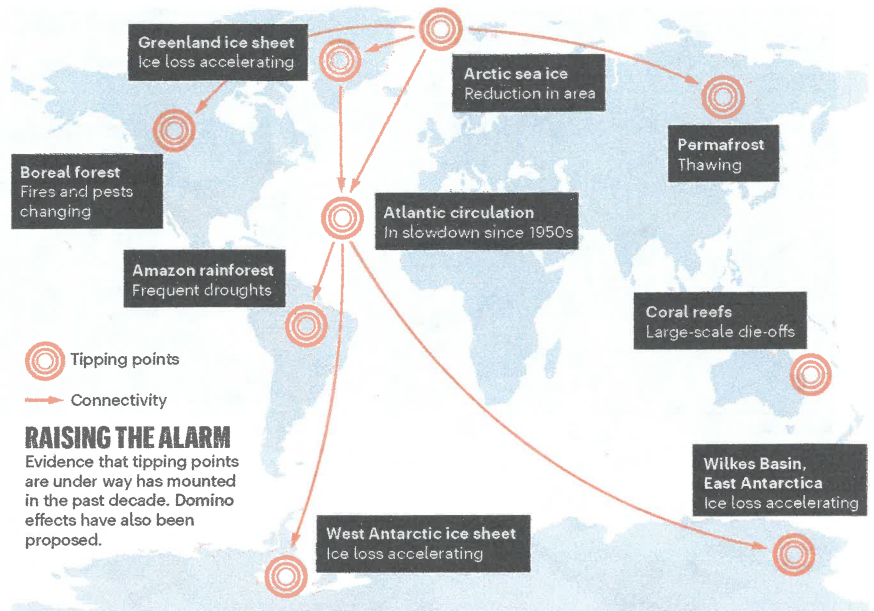 Greenland ice sheet
Ice loss accelerating
Arctic sea ice
Reduction in area
Permafrost
Thawing
Boreal forest
Fires and pests
changing
Atlantic circulation
In slowdown since 1950s
Amazon rainforest
Frequent droughts
Coral reefs
Large-scale die-offs
Tipping points
Connectivity
RAISING THE ALARM
Evidence that tipping points
are under way has mounted
in the past decade. Domino
effects have also been
proposed.
Wilkes Basin,
East Antarctica
Ice loss accelerating
West Antarctic ice sheet
Ice loss accelerating